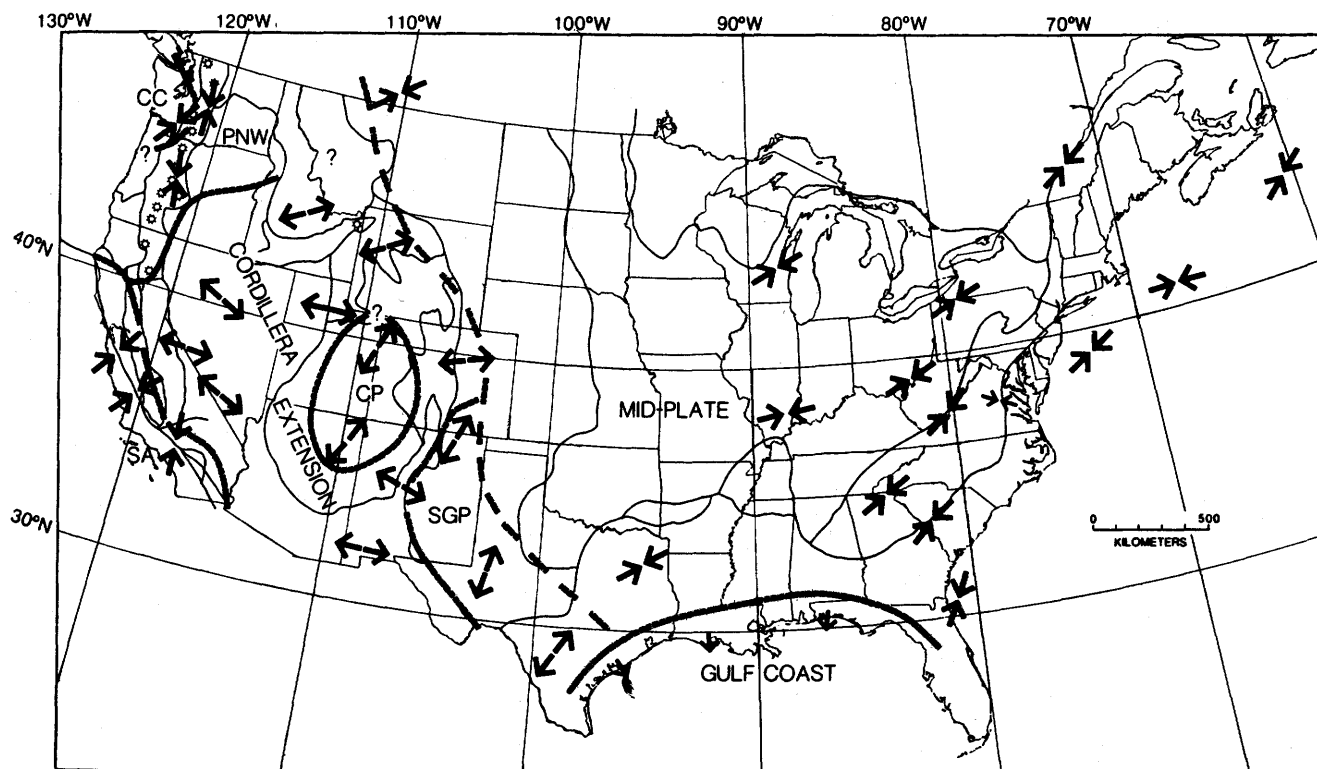 130°W 120°W 110°W 100°W 90°W 80°W 70°W
CC
PNW
?
?
40°N
CORDILLERA
EXTENSION
?
CP
MID-PLATE
SA
SGP
30°N
0 500
KILOMETERS
GULF COAST